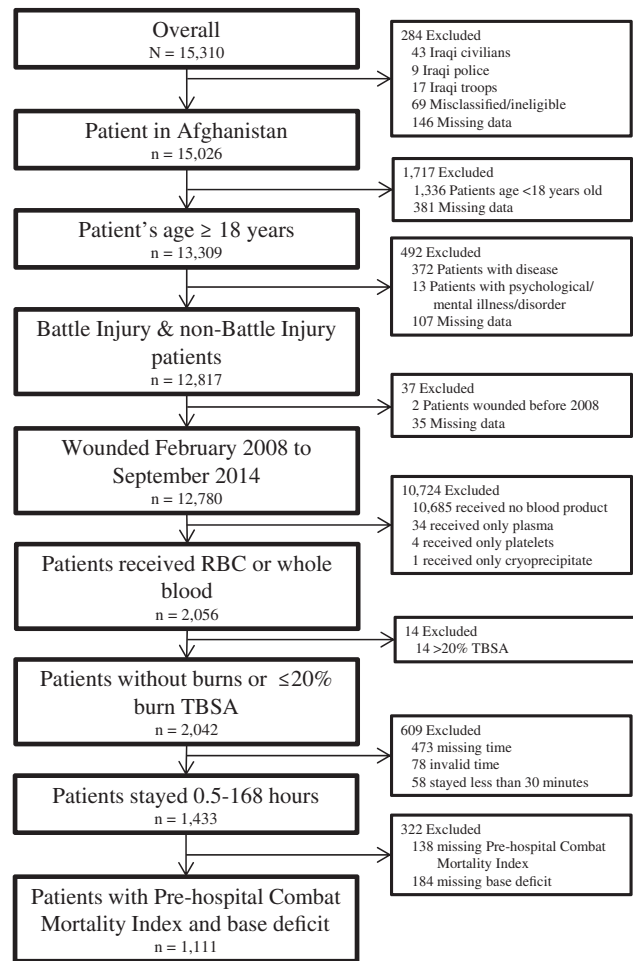 Overall
N = 15,310
284 Excluded
43 Iraqi civilians
9 Iraqi police
17 Iraqi troops
69 Misclassified/ineligible
146 Missing data
Patient in Afghanistan
n = 15,026
1,717 Excluded
1,336 Patients age <18 years old
381 Missing data
Patient's age ≥ 18 years
n = 13,309
492 Excluded
372 Patients with disease
13 Patients with psychological/
mental illness/disorder
107 Missing data
Battle Injury & non-Battle Injury
patients
n = 12,817
37 Excluded
2 Patients wounded before 2008
35 Missing data
Wounded February 2008 to
September 2014
n = 12,780
10,724 Excluded
10,685 received no blood product
34 received only plasma
4 received only platelets
1 received only cryoprecipitate
Patients received RBC or whole
blood
n = 2,056
14 Excluded
14 >20% TBSA
Patients without burns or ≤20%
burn TBSA
n = 2,042
609 Excluded
473 missing time
78 invalid time
58 stayed less than 30 minutes
Patients stayed 0.5-168 hours
n = 1,433
322 Excluded
138 missing Pre-hospital Combat
Mortality Index
184 missing base deficit
Patients with Pre-hospital Combat
Mortality Index and base deficit
n = 1,111